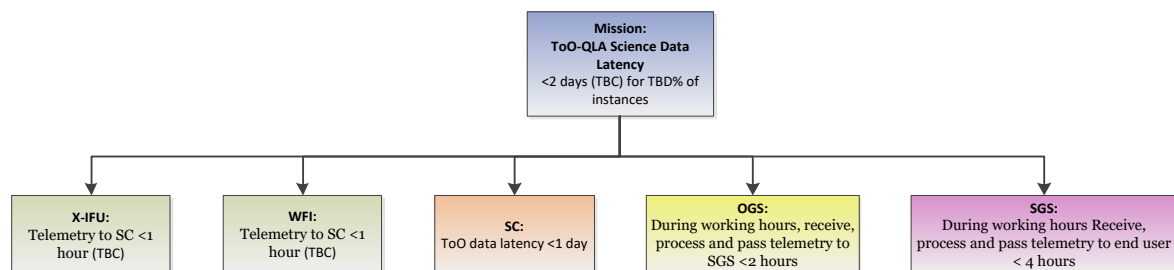 Mission:
ToO-QLA Science Data
Latency
<2 days (TBC) for TBD% of
instances
X-IFU:
Telemetry to SC <1
hour (TBC)
WFI:
Telemetry to SC <1
hour (TBC)
SC:
ToO data latency <1 day
OGS:
During working hours, receive,
process and pass telemetry to
SGS <2 hours
SGS:
During working hours Receive,
process and pass telemetry to end user
< 4 hours